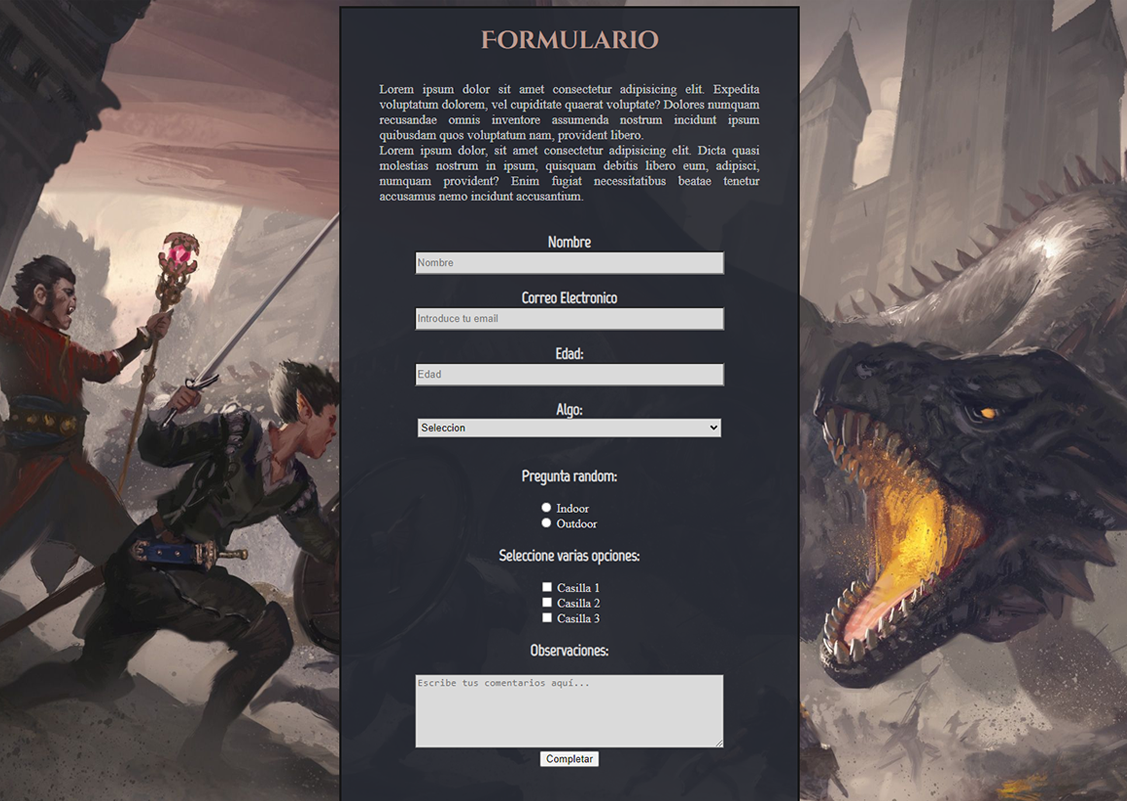 Formulario
Lorem ipsum dolor sit amet consectetur adipisicing elit. Expedita
voluptatum dolorem, vel cupiditate quaerat voluptate? Dolores numquam
recusandae omnis inventore assumenda nostrum incidunt ipsum
quibusdam quos voluptatum nam, provident libero.
Lorem ipsum dolor, sit amet consectetur adipisicing elit. Dicta quasi
molestias nostrum in ipsum, quisquam debitis libero eum, adipisci,
numquam provident? Enim fugiat necessitatibus beatae tenetur
accusamus nemo incidunt accusantium.
Nombre
Nombre
Correo Electronico
Introduce tu email
Edad:
Edad
Algo:
Seleccion
Pregunta random:
Indoor
Outdoor
Seleccione varias opciones:
Casilla 1
Casilla 2
Casilla 3
Observaciones:
Escribe tus comentarios aquí...
Completar